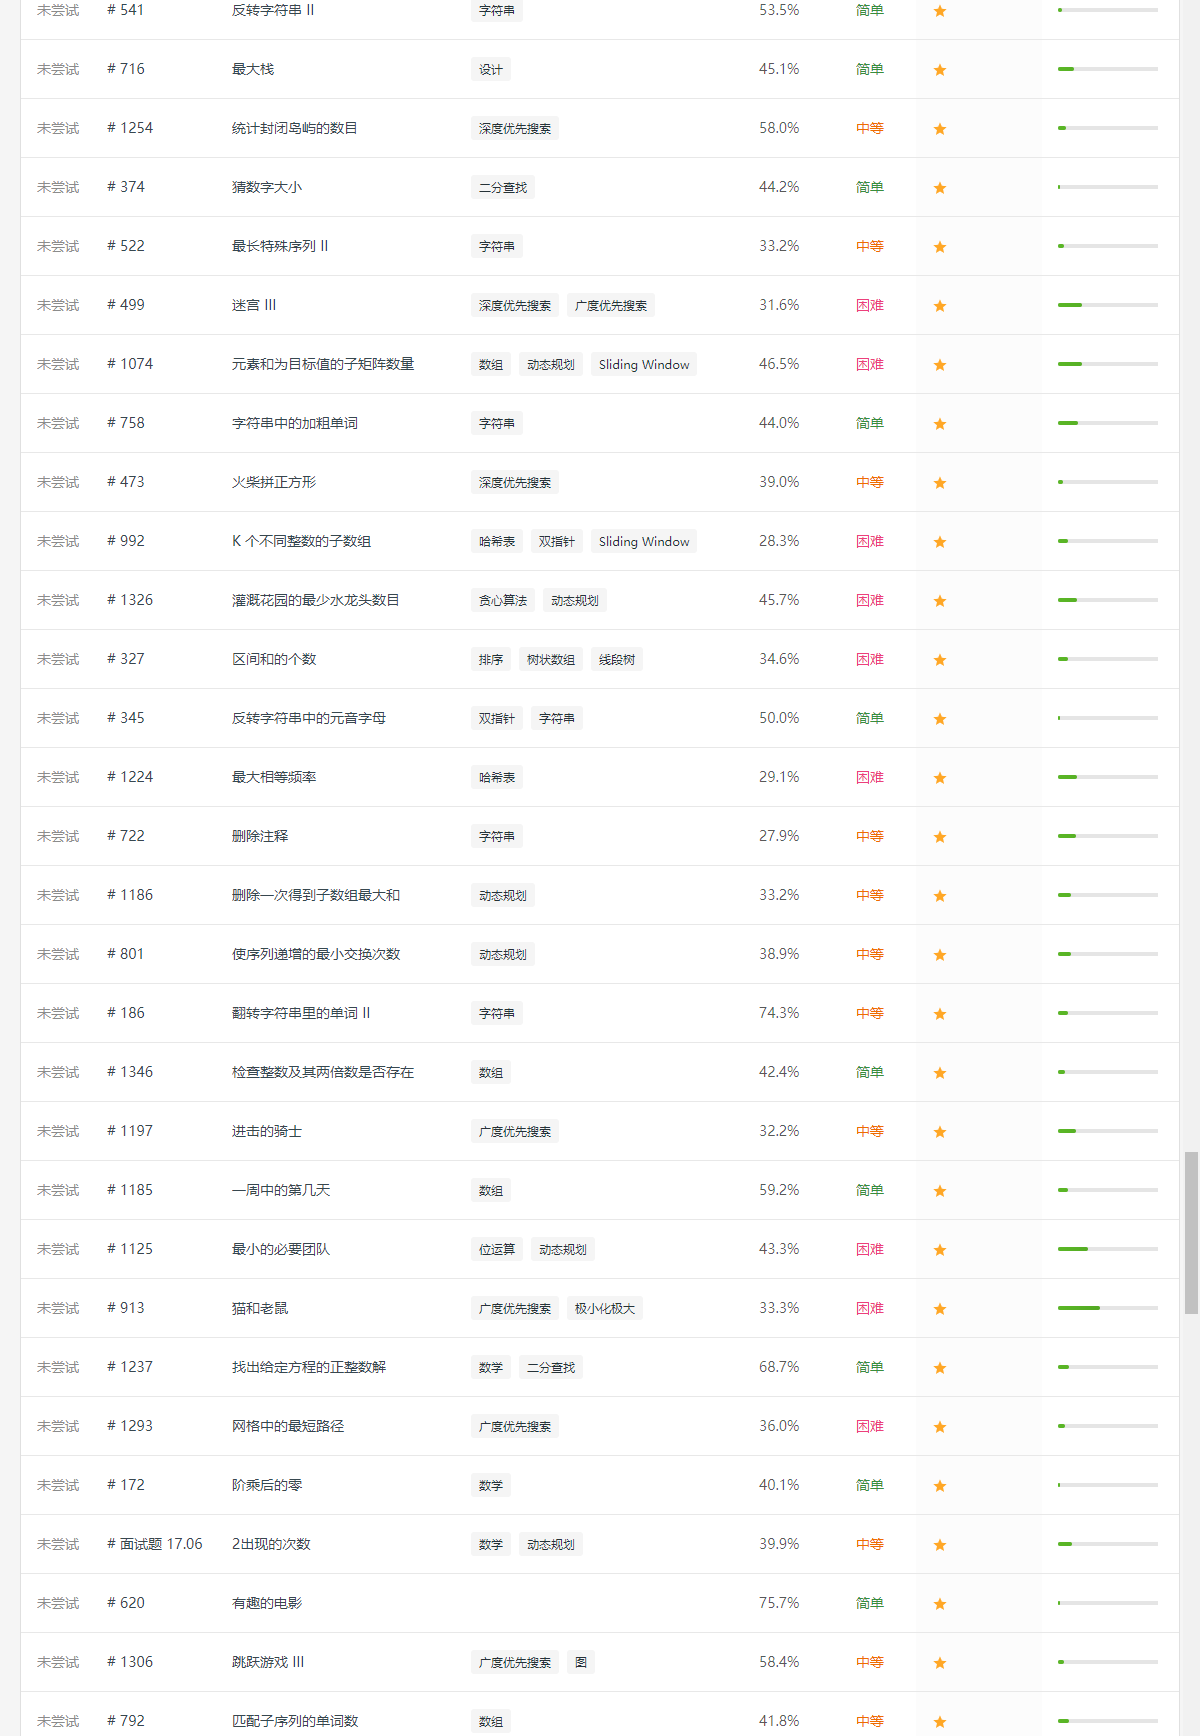 未尝试 # 541 反转字符串 II 字符串 53.5% 简单
未尝试 # 716 最大栈 设计 45.1% 简单
未尝试 # 1254 统计封闭岛屿的数目 深度优先搜索 58.0% 中等
未尝试 # 374 猜数字大小 二分查找 44.2% 简单
未尝试 # 522 最长特殊序列 II 字符串 33.2% 中等
未尝试 # 499 迷宫 III 深度优先搜索 广度优先搜索 31.6% 困难
未尝试 # 1074 元素和为目标值的子矩阵数量 数组 动态规划 Sliding Window 46.5% 困难
未尝试 # 758 字符串中的加粗单词 字符串 44.0% 简单
未尝试 # 473 火柴拼正方形 深度优先搜索 39.0% 中等
未尝试 # 992 K 个不同整数的子数组 哈希表 双指针 Sliding Window 28.3% 困难
未尝试 # 1326 灌溉花园的最少水龙头数目 贪心算法 动态规划 45.7% 困难
未尝试 # 327 区间和的个数 排序 树状数组 线段树 34.6% 困难
未尝试 # 345 反转字符串中的元音字母 双指针 字符串 50.0% 简单
未尝试 # 1224 最大相等频率 哈希表 29.1% 困难
未尝试 # 722 删除注释 字符串 27.9% 中等
未尝试 # 1186 删除一次得到子数组最大和 动态规划 33.2% 中等
未尝试 # 801 使序列递增的最小交换次数 动态规划 38.9% 中等
未尝试 # 186 翻转字符串里的单词 II 字符串 74.3% 中等
未尝试 # 1346 检查整数及其两倍数是否存在 数组 42.4% 简单
未尝试 # 1197 进击的骑士 广度优先搜索 32.2% 中等
未尝试 # 1185 一周中的第几天 数组 59.2% 简单
未尝试 # 1125 最小的必要团队 位运算 动态规划 43.3% 困难
未尝试 # 913 猫和老鼠 广度优先搜索 极小化极大 33.3% 困难
未尝试 # 1237 找出给定方程的正整数解 数学 二分查找 68.7% 简单
未尝试 # 1293 网格中的最短路径 广度优先搜索 36.0% 困难
未尝试 # 172 阶乘后的零 数学 40.1% 简单
未尝试 # 面试题 17.06 2出现的次数 数学 动态规划 39.9% 中等
未尝试 # 620 有趣的电影 75.7% 简单
未尝试 # 1306 跳跃游戏 III 广度优先搜索 图 58.4% 中等
未尝试 # 792 匹配子序列的单词数 数组 41.8% 中等